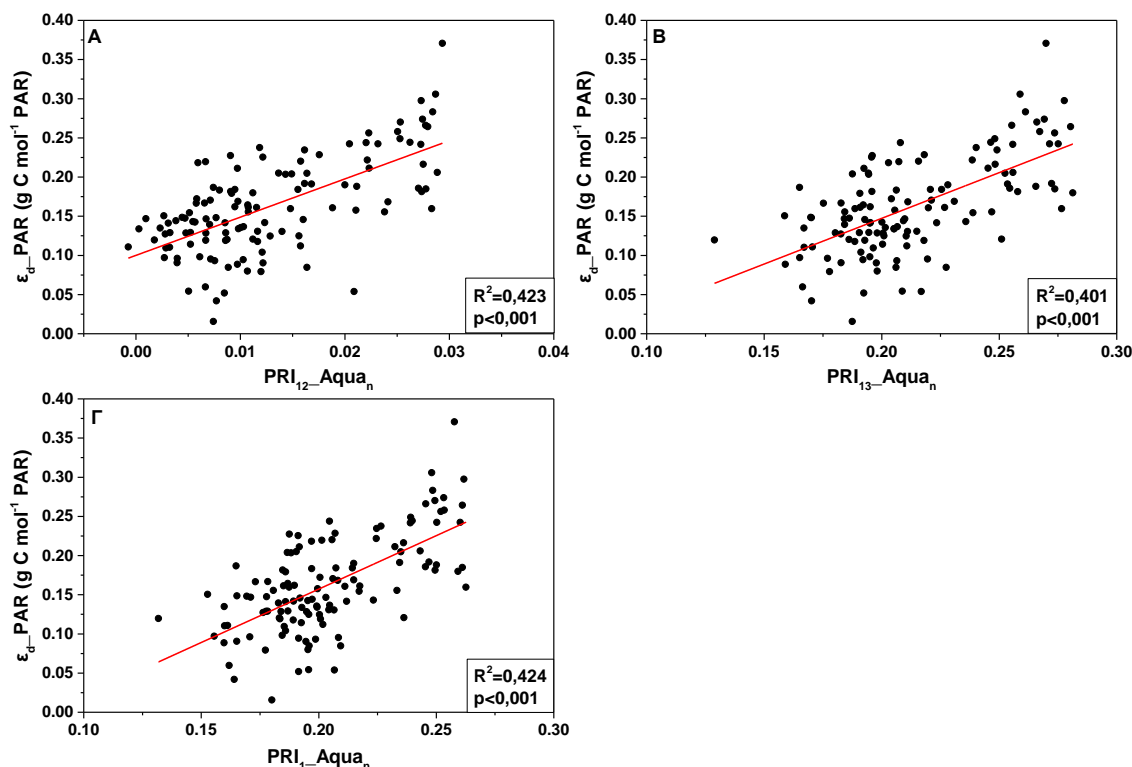 A
ε_d_PAR (g C mol⁻¹ PAR)
0.40
0.35
0.30
0.25
0.20
0.15
0.10
0.05
0.00
R²=0,423
p<0,001
0.00 0.01 0.02 0.03 0.04
PRI₁₂_Aquaₙ
B
ε_d_PAR (g C mol⁻¹ PAR)
0.40
0.35
0.30
0.25
0.20
0.15
0.10
0.05
0.00
R²=0,401
p<0,001
0.10 0.15 0.20 0.25 0.30
PRI₁₃_Aquaₙ
Γ
ε_d_PAR (g C mol⁻¹ PAR)
0.40
0.35
0.30
0.25
0.20
0.15
0.10
0.05
0.00
R²=0,424
p<0,001
0.10 0.15 0.20 0.25 0.30
PRI₁_Aquaₙ